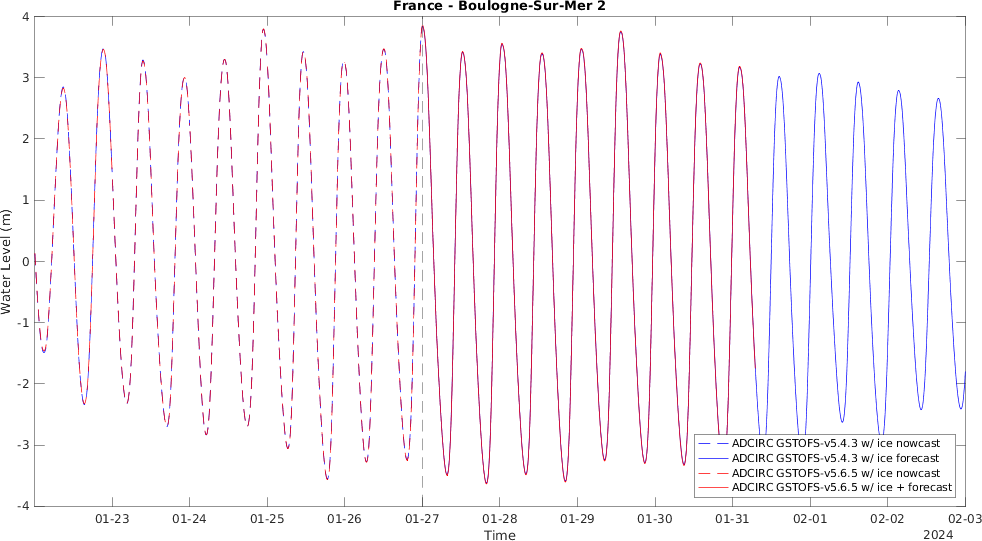 France - Boulogne-Sur-Mer 2
Water Level (m)
4
3
2
1
0
-1
-2
-3
-4
ADCIRC GSTOFS-v5.4.3 w/ ice nowcast
ADCIRC GSTOFS-v5.4.3 w/ ice forecast
ADCIRC GSTOFS-v5.6.5 w/ ice nowcast
ADCIRC GSTOFS-v5.6.5 w/ ice + forecast
01-23 01-24 01-25 01-26 01-27 01-28 01-29 01-30 01-31 02-01 02-02 02-03
Time
2024